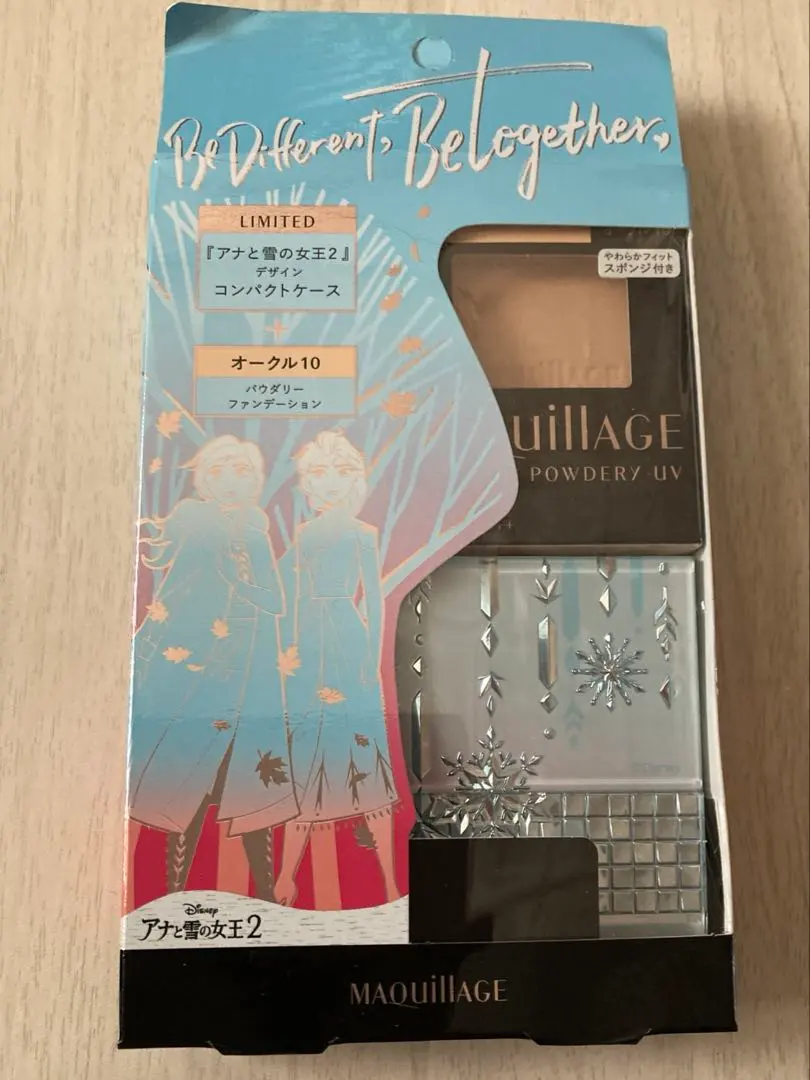 Be Different, Be together,
LIMITED
『アナと雪の女王2』
デザイン
コンパクトケース
+
オークル10
パウダリー
ファンデーション
やわらかフィット
スポンジ付き
uillAGE
POWDERY UV
Disney
アナと雪の女王2
MAQuillAGE